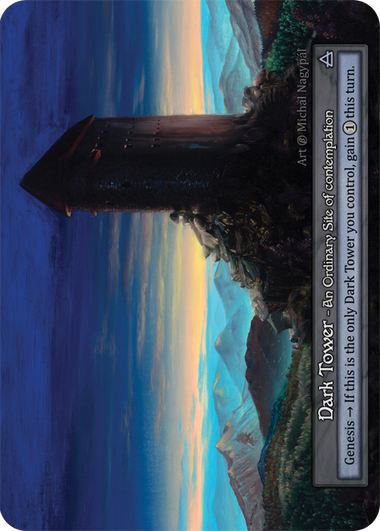 Art @ Michal Nagypál
Dark Tower – An Ordinary Site of contemplation
Genesis → If this is the only Dark Tower you control, gain ① this turn.